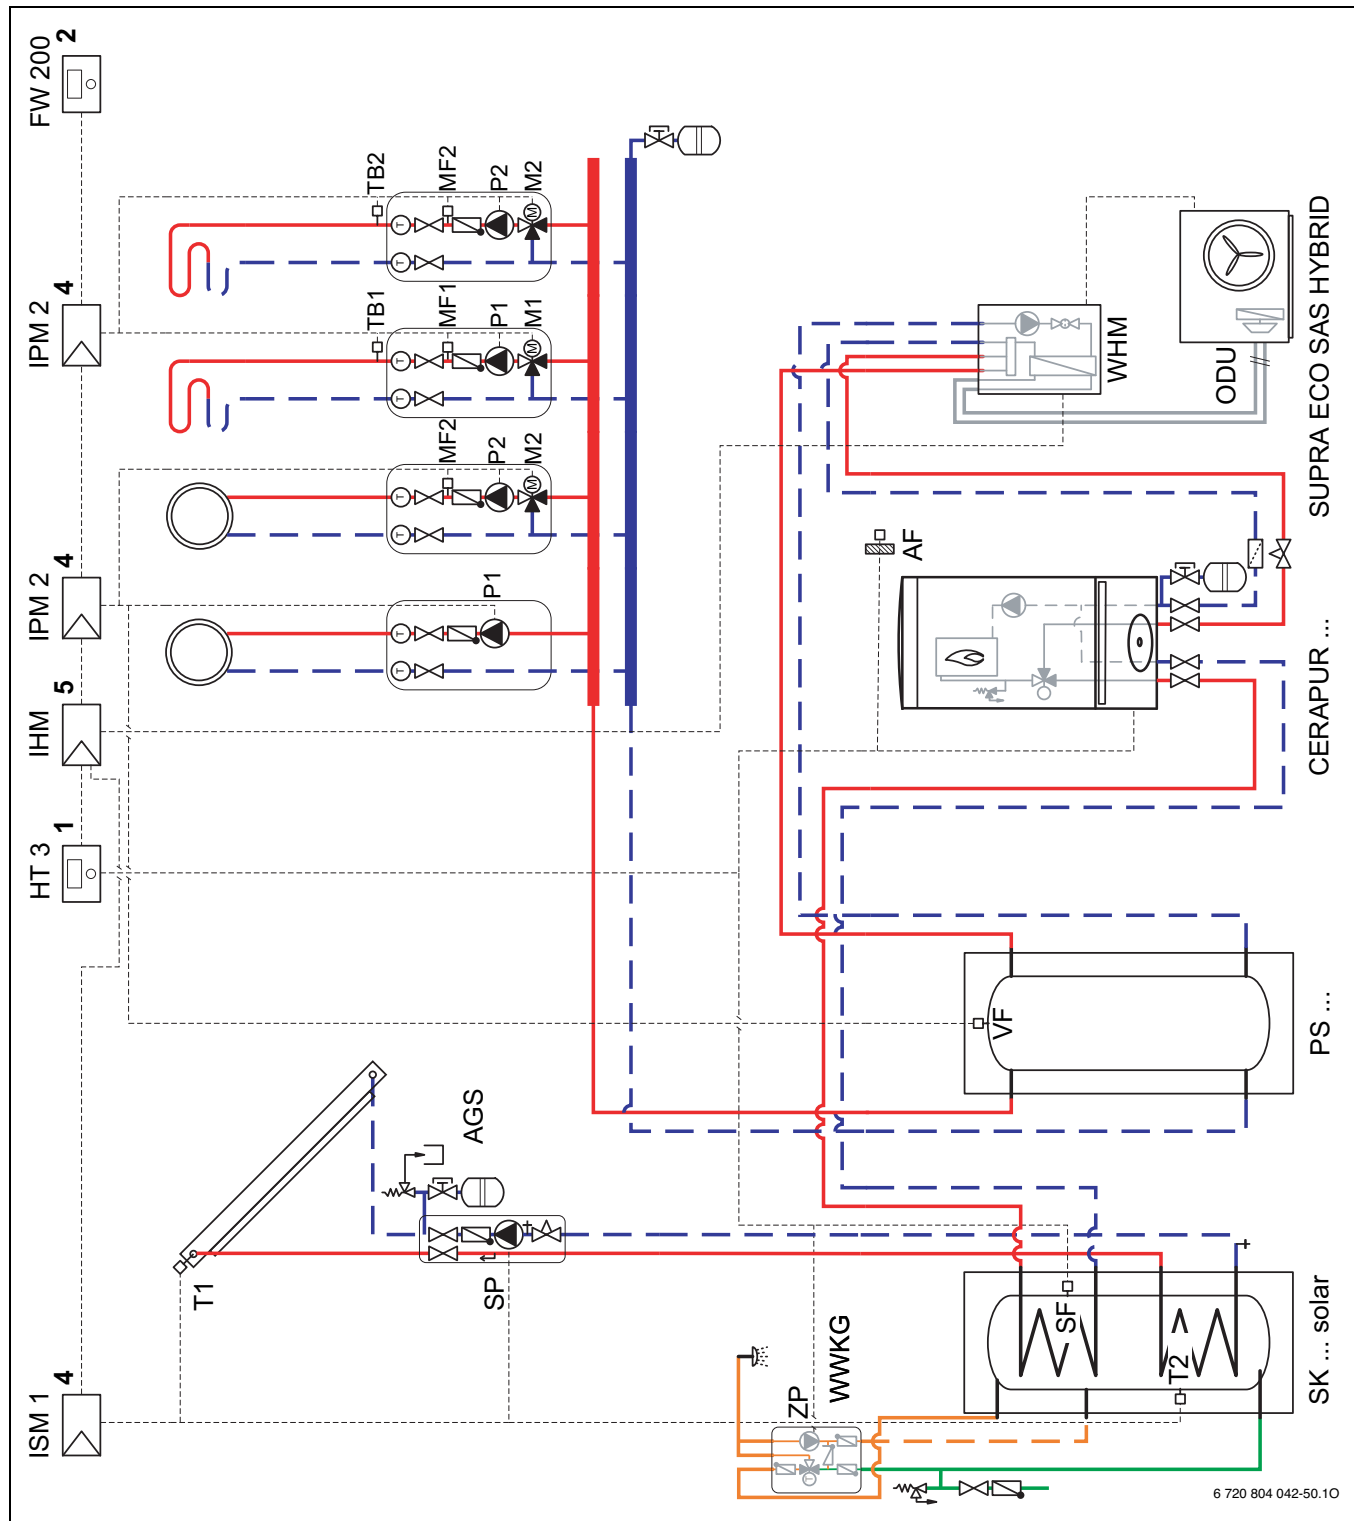 ISM 1
4
HT 3
1
IHM
5
IPM 2
4
IPM 2
4
FW 200
2
T1
AGS
SP
P1
MF2
P2
M2
TB1
MF1
P1
M1
TB2
MF2
P2
M2
T
T
T
T
T
T
T
T
M
M
M
ZP
WWKG
T
SF
T2
SK ... solar
VF
PS ...
AF
CERAPUR ...
WHM
ODU
SUPRA ECO SAS HYBRID
6 720 804 042-50.1O